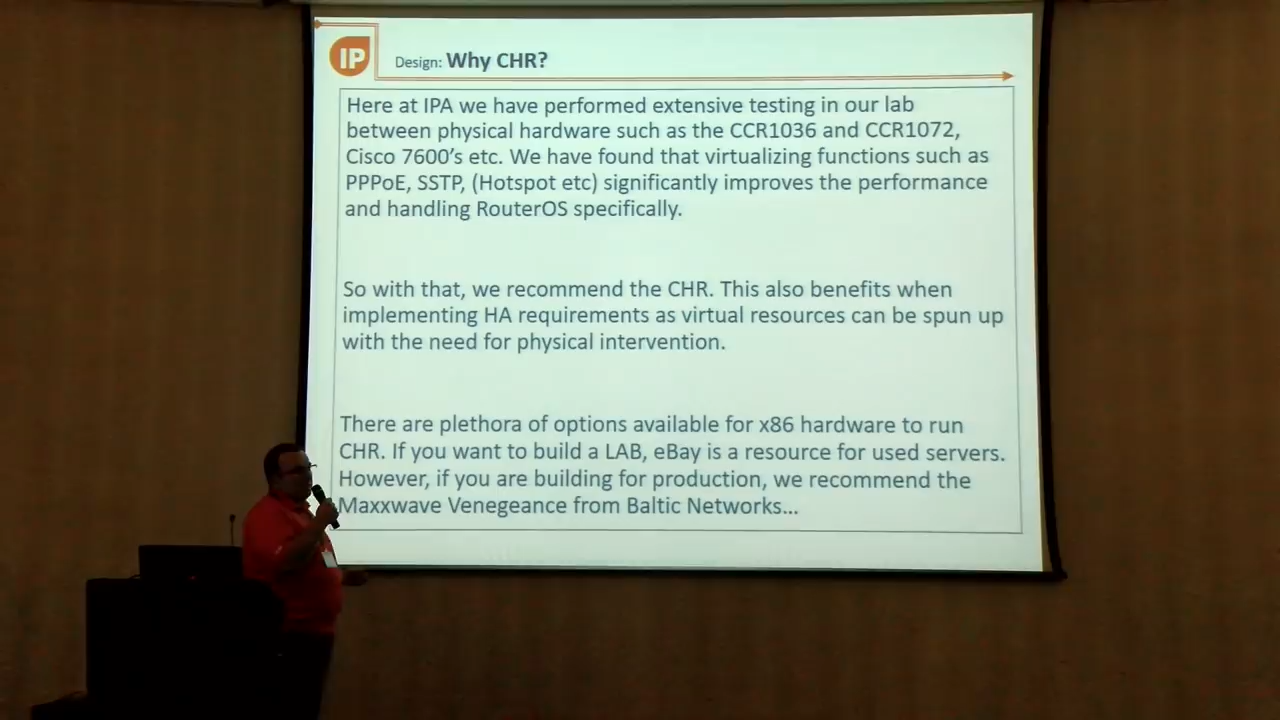 IP
Design: Why CHR?
Here at IPA we have performed extensive testing in our lab
between physical hardware such as the CCR1036 and CCR1072,
Cisco 7600's etc. We have found that virtualizing functions such as
PPPoE, SSTP, (Hotspot etc) significantly improves the performance
and handling RouterOS specifically.
So with that, we recommend the CHR. This also benefits when
implementing HA requirements as virtual resources can be spun up
with the need for physical intervention.
There are plethora of options available for x86 hardware to run
CHR. If you want to build a LAB, eBay is a resource for used servers.
However, if you are building for production, we recommend the
Maxxwave Venegeance from Baltic Networks...